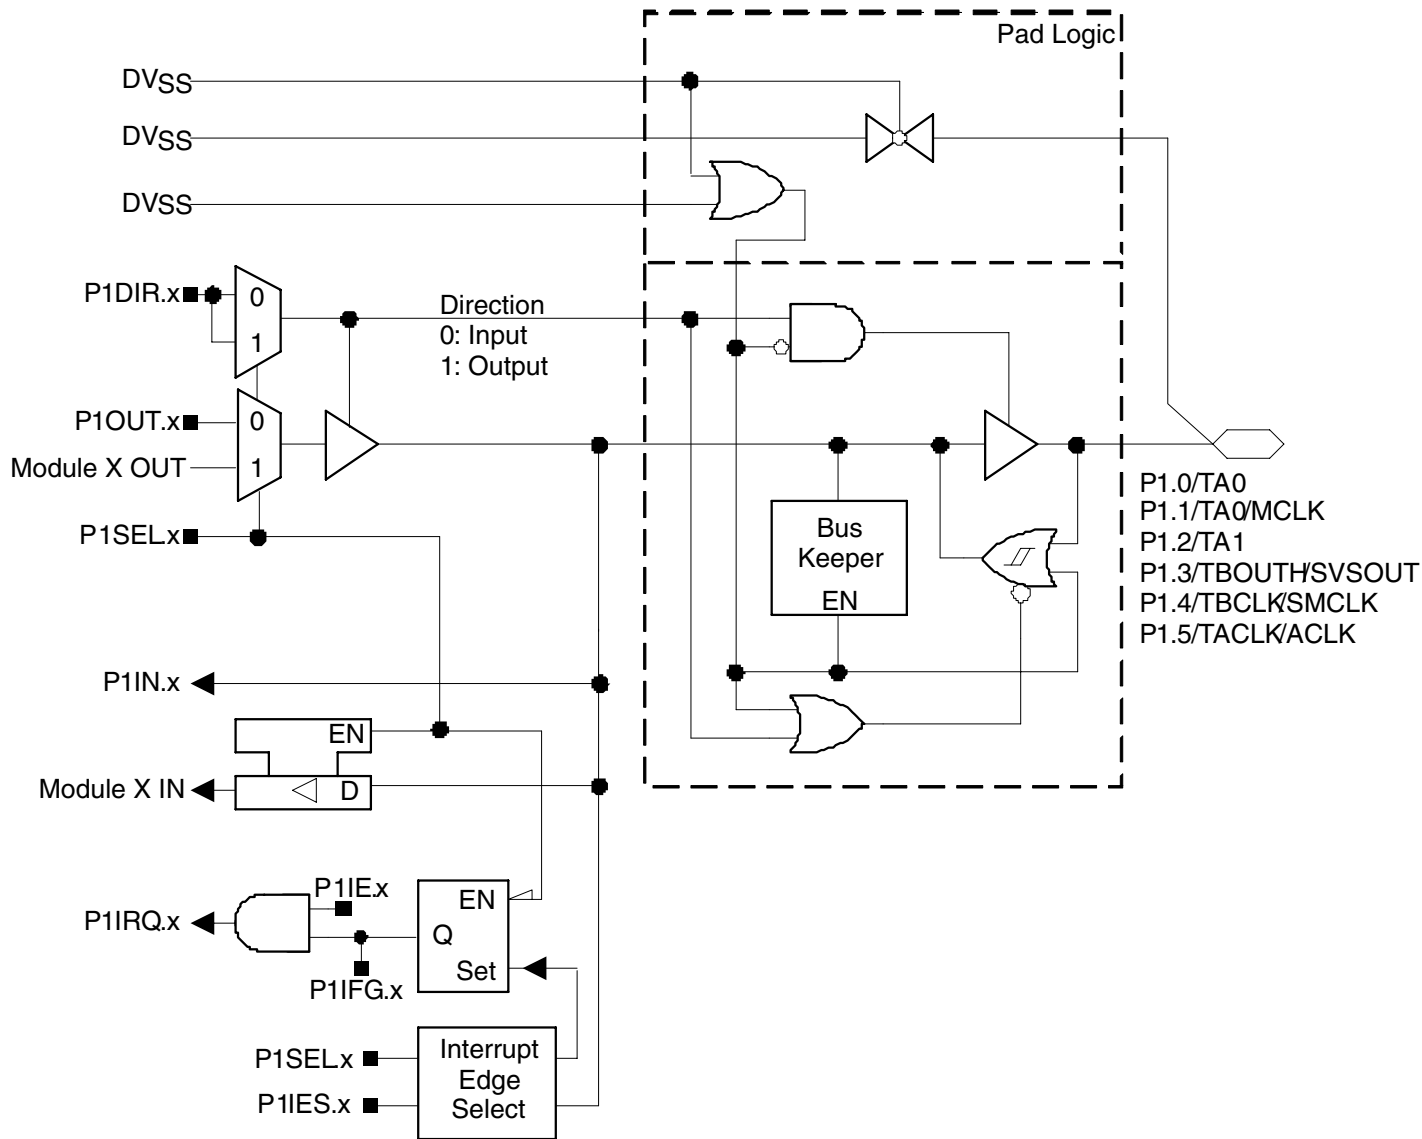 Pad Logic
DVSS
DVSS
DVSS
P1DIR.x
0
1
Direction
0: Input
1: Output
P1OUT.x
0
Module X OUT
1
P1SEL.x
Bus
Keeper
EN
P1.0/TA0
P1.1/TA0/MCLK
P1.2/TA1
P1.3/TBOUTH/SVSOUT
P1.4/TBCLK/SMCLK
P1.5/TACLK/ACLK
P1IN.x
EN
Module X IN
D
P1IE.x
P1IRQ.x
EN
Q
Set
P1IFG.x
P1SEL.x
P1IES.x
Interrupt
Edge
Select